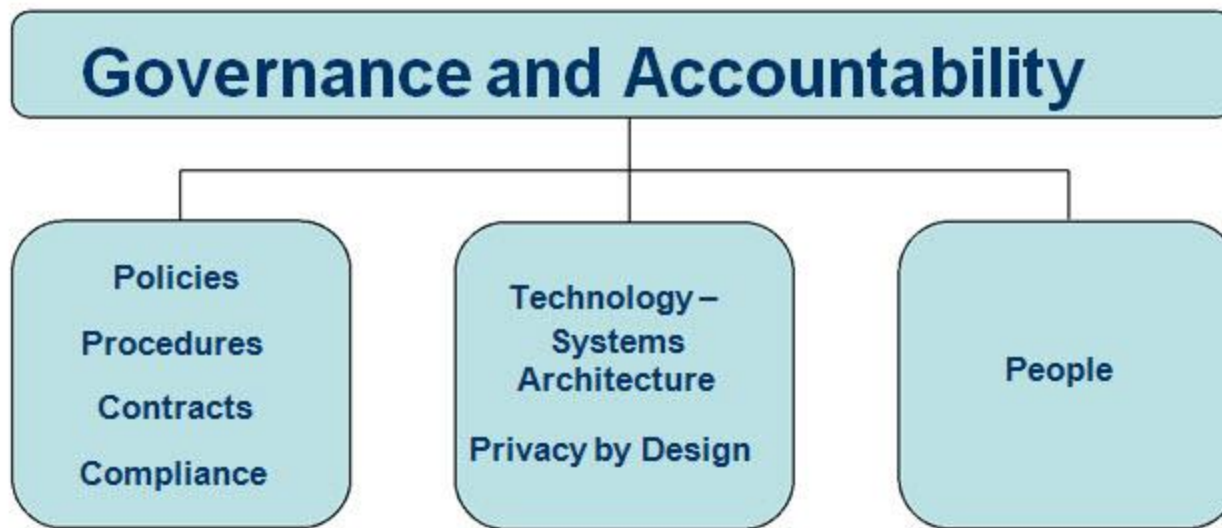 Governance and Accountability
Policies
Procedures
Contracts
Compliance
Technology –
Systems
Architecture
Privacy by Design
People